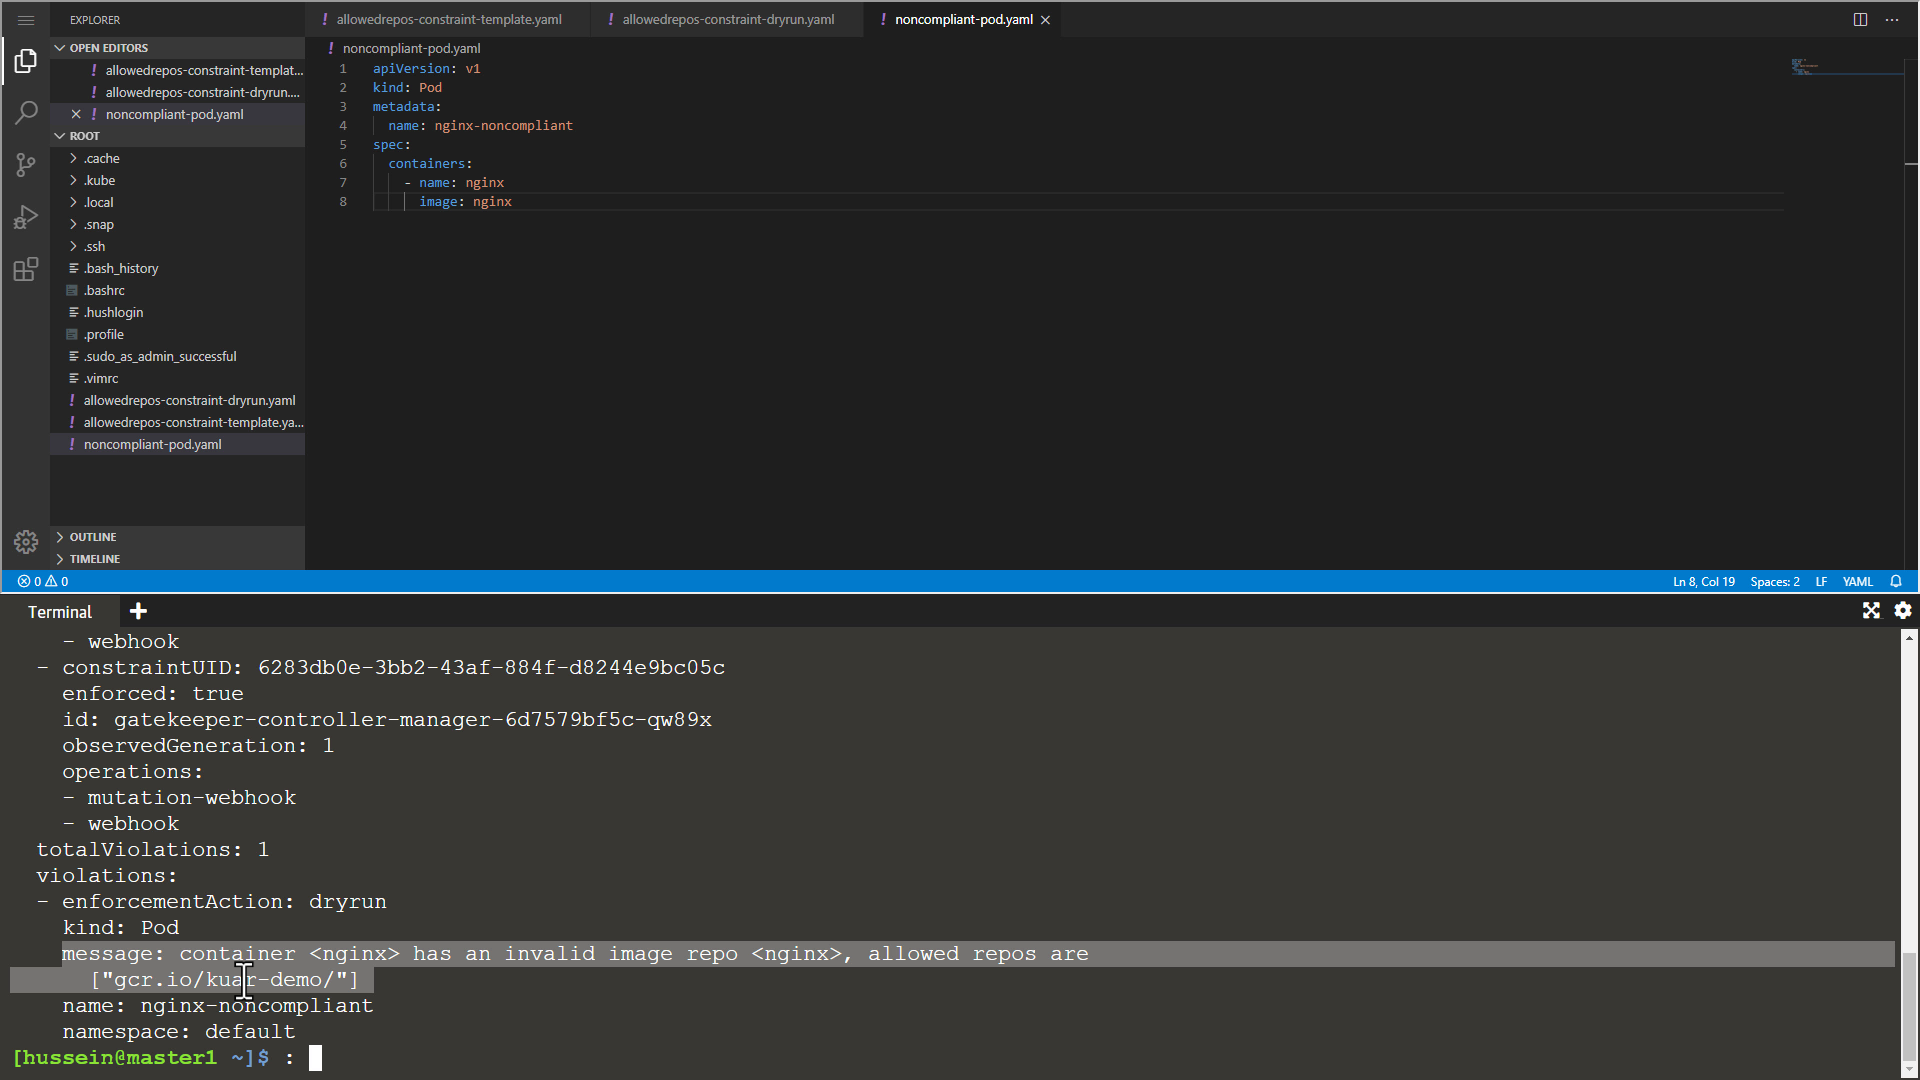 EXPLORER
OPEN EDITORS
! allowedrepos-constraint-templat...
! allowedrepos-constraint-dryrun....
× ! noncompliant-pod.yaml
ROOT
.cache
.kube
.local
.snap
.ssh
.bash_history
.bashrc
.hushlogin
.profile
.sudo_as_admin_successful
.vimrc
! allowedrepos-constraint-dryrun.yaml
! allowedrepos-constraint-template.ya...
! noncompliant-pod.yaml
OUTLINE
TIMELINE
! allowedrepos-constraint-template.yaml
! allowedrepos-constraint-dryrun.yaml
! noncompliant-pod.yaml ×
! noncompliant-pod.yaml
1 apiVersion: v1
2 kind: Pod
3 metadata:
4   name: nginx-noncompliant
5 spec:
6   containers:
7     - name: nginx
8       image: nginx
0 0
Ln 8, Col 19 Spaces: 2 LF YAML
Terminal +
    - webhook
  - constraintUID: 6283db0e-3bb2-43af-884f-d8244e9bc05c
    enforced: true
    id: gatekeeper-controller-manager-6d7579bf5c-qw89x
    observedGeneration: 1
    operations:
    - mutation-webhook
    - webhook
  totalViolations: 1
  violations:
  - enforcementAction: dryrun
    kind: Pod
    message: container <nginx> has an invalid image repo <nginx>, allowed repos are
      ["gcr.io/kuar-demo/"]
    name: nginx-noncompliant
    namespace: default
[hussein@master1 ~]$ :